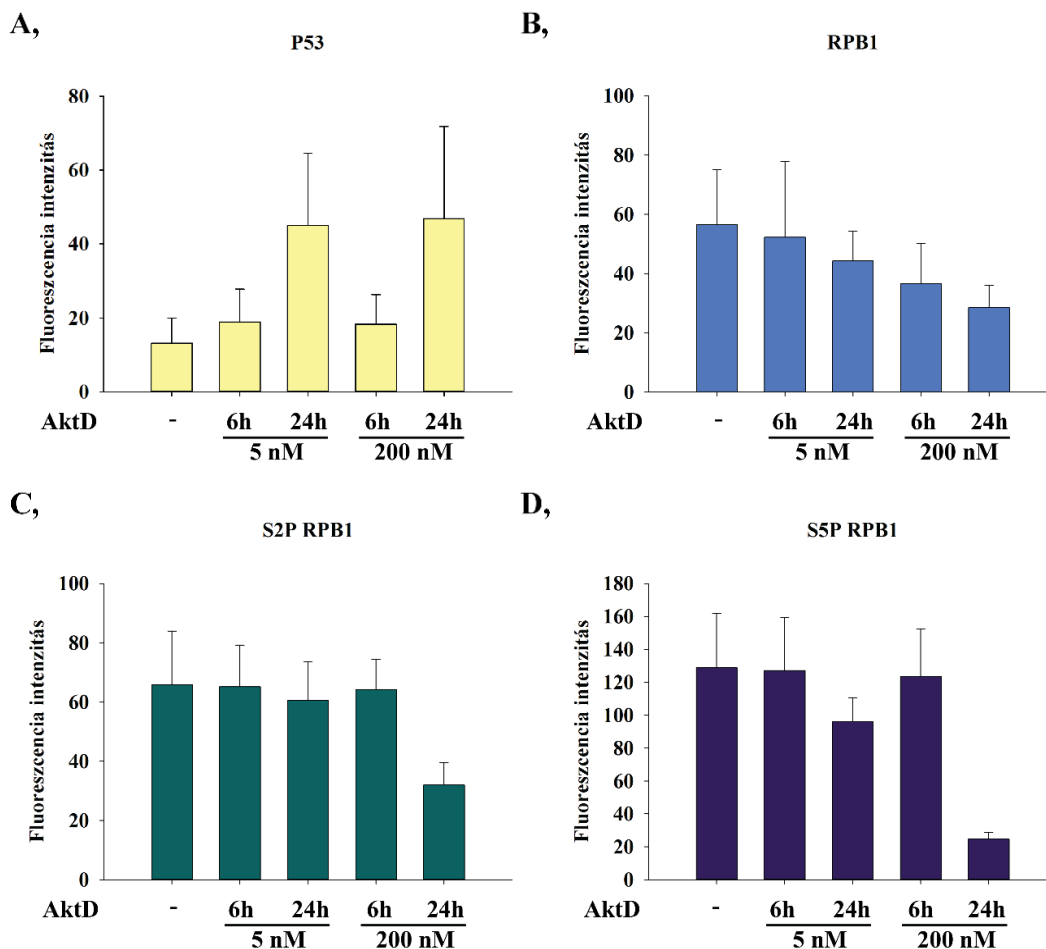 A,
P53
Fluoreszcencia intenzitás
80
60
40
20
0
AktD - 6h 24h 6h 24h
5 nM 200 nM
B,
RPB1
Fluoreszcencia intenzitás
100
80
60
40
20
0
AktD - 6h 24h 6h 24h
5 nM 200 nM
C,
S2P RPB1
Fluoreszcencia intenzitás
100
80
60
40
20
0
AktD - 6h 24h 6h 24h
5 nM 200 nM
D,
S5P RPB1
Fluoreszcencia intenzitás
180
160
140
120
100
80
60
40
20
0
AktD - 6h 24h 6h 24h
5 nM 200 nM